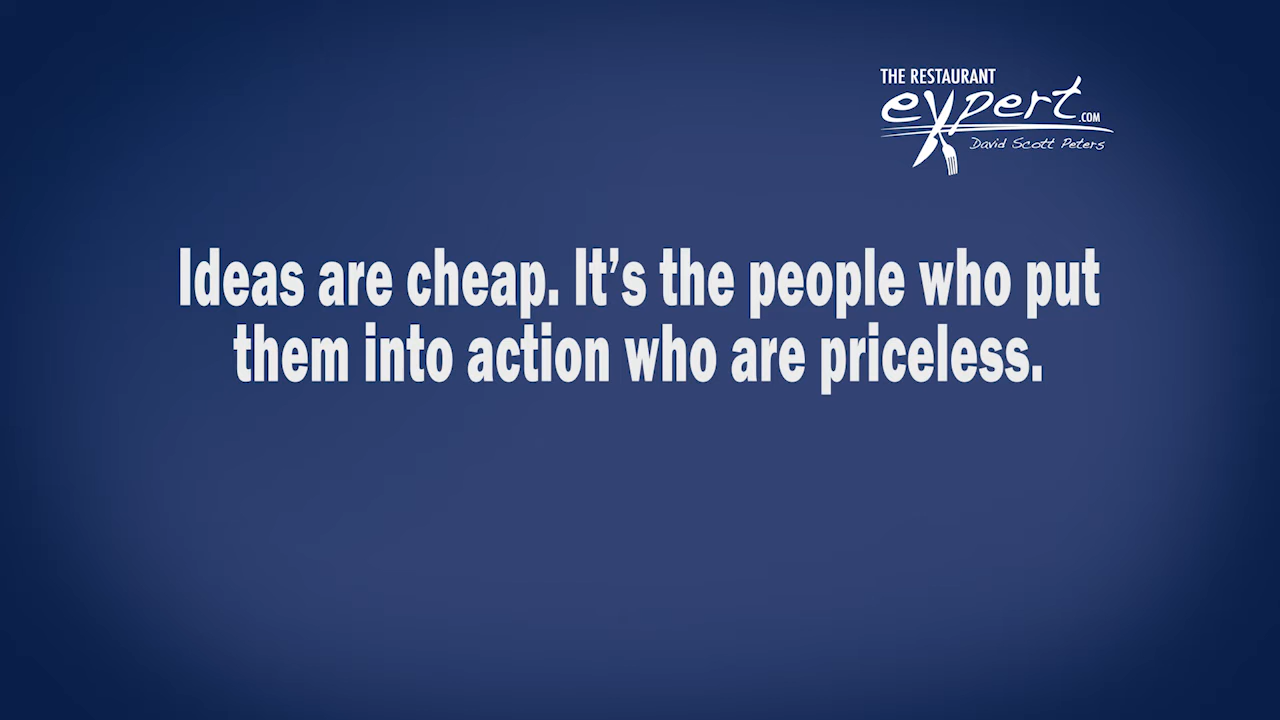 THE RESTAURANT
expert.COM
David Scott Peters
Ideas are cheap. It’s the people who put
them into action who are priceless.